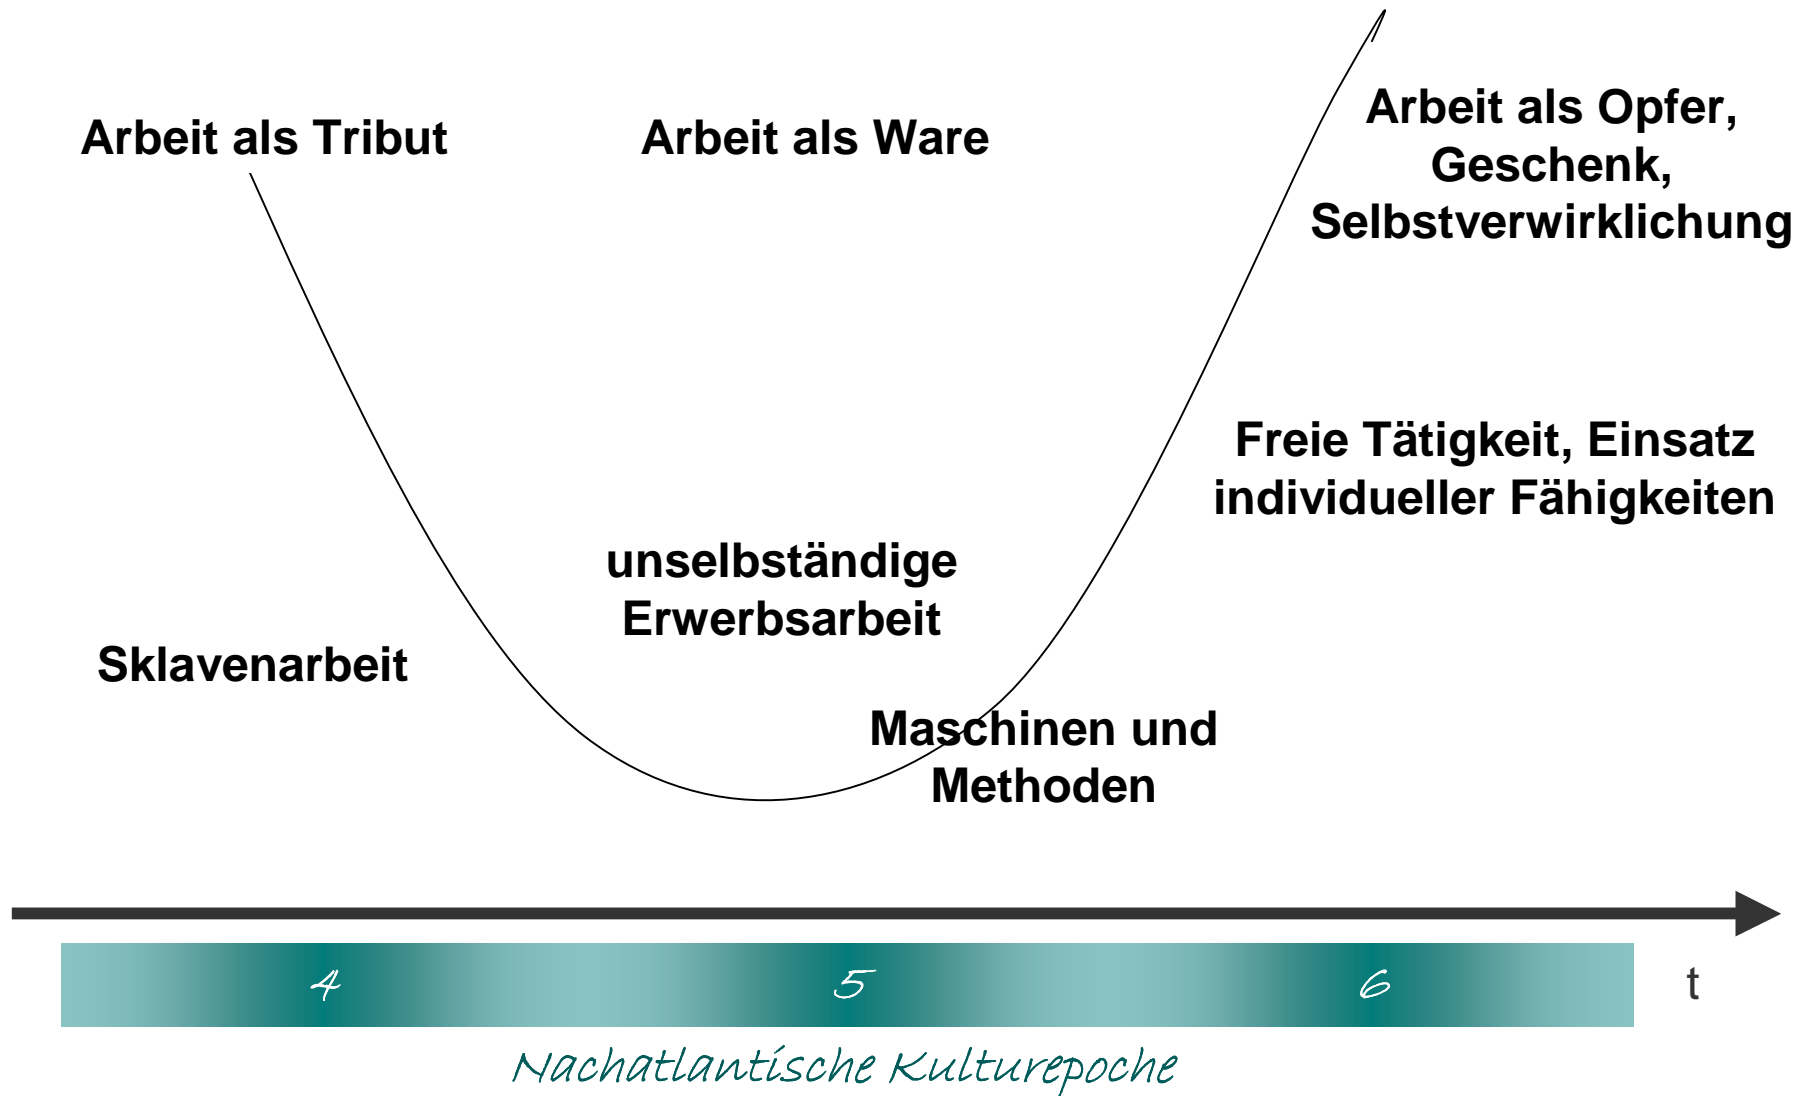 Arbeit als Tribut
Arbeit als Ware
Arbeit als Opfer,
Geschenk,
Selbstverwirklichung
Freie Tätigkeit, Einsatz
individueller Fähigkeiten
unselbständige
Erwerbsarbeit
Sklavenarbeit
Maschinen und
Methoden
4 5 6 t
Nachatlantische Kulturepoche